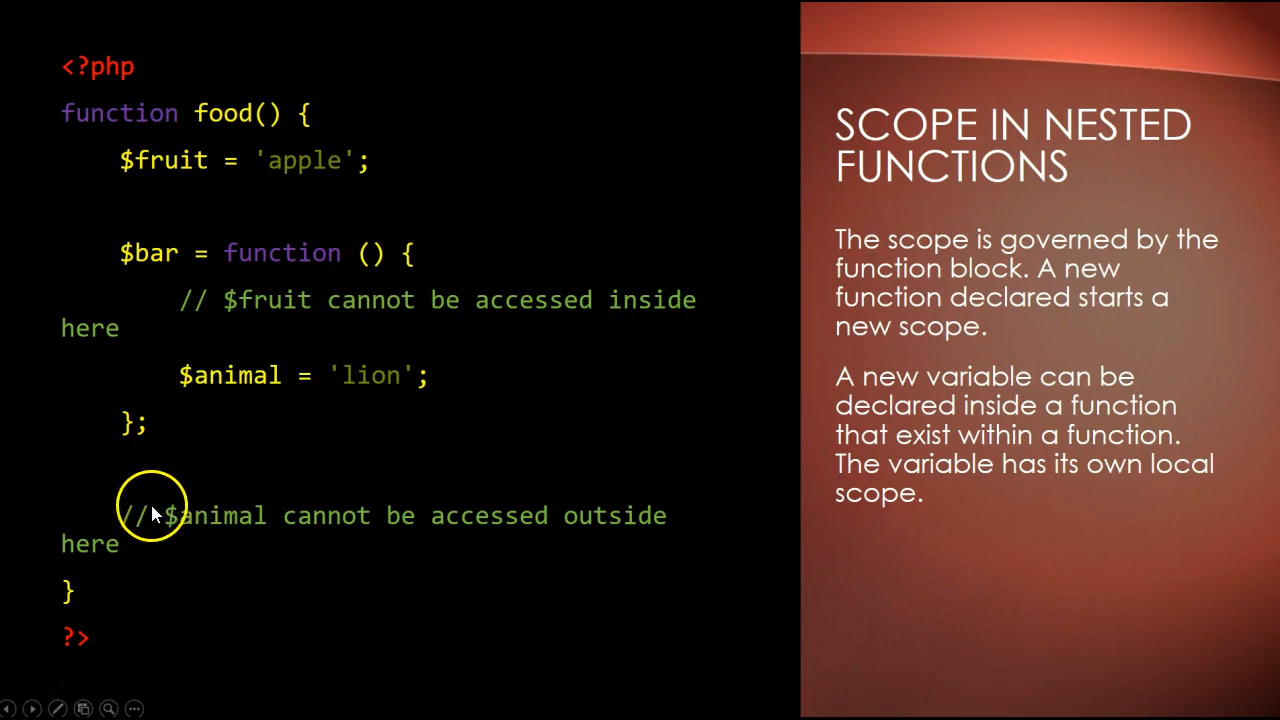 <?php
function food() {
    $fruit = 'apple';
    $bar = function () {
        // $fruit cannot be accessed inside
here
        $animal = 'lion';
    };
    // $animal cannot be accessed outside
here
}
?>
SCOPE IN NESTED
FUNCTIONS
The scope is governed by the
function block. A new
function declared starts a
new scope.
A new variable can be
declared inside a function
that exist within a function.
The variable has its own local
scope.